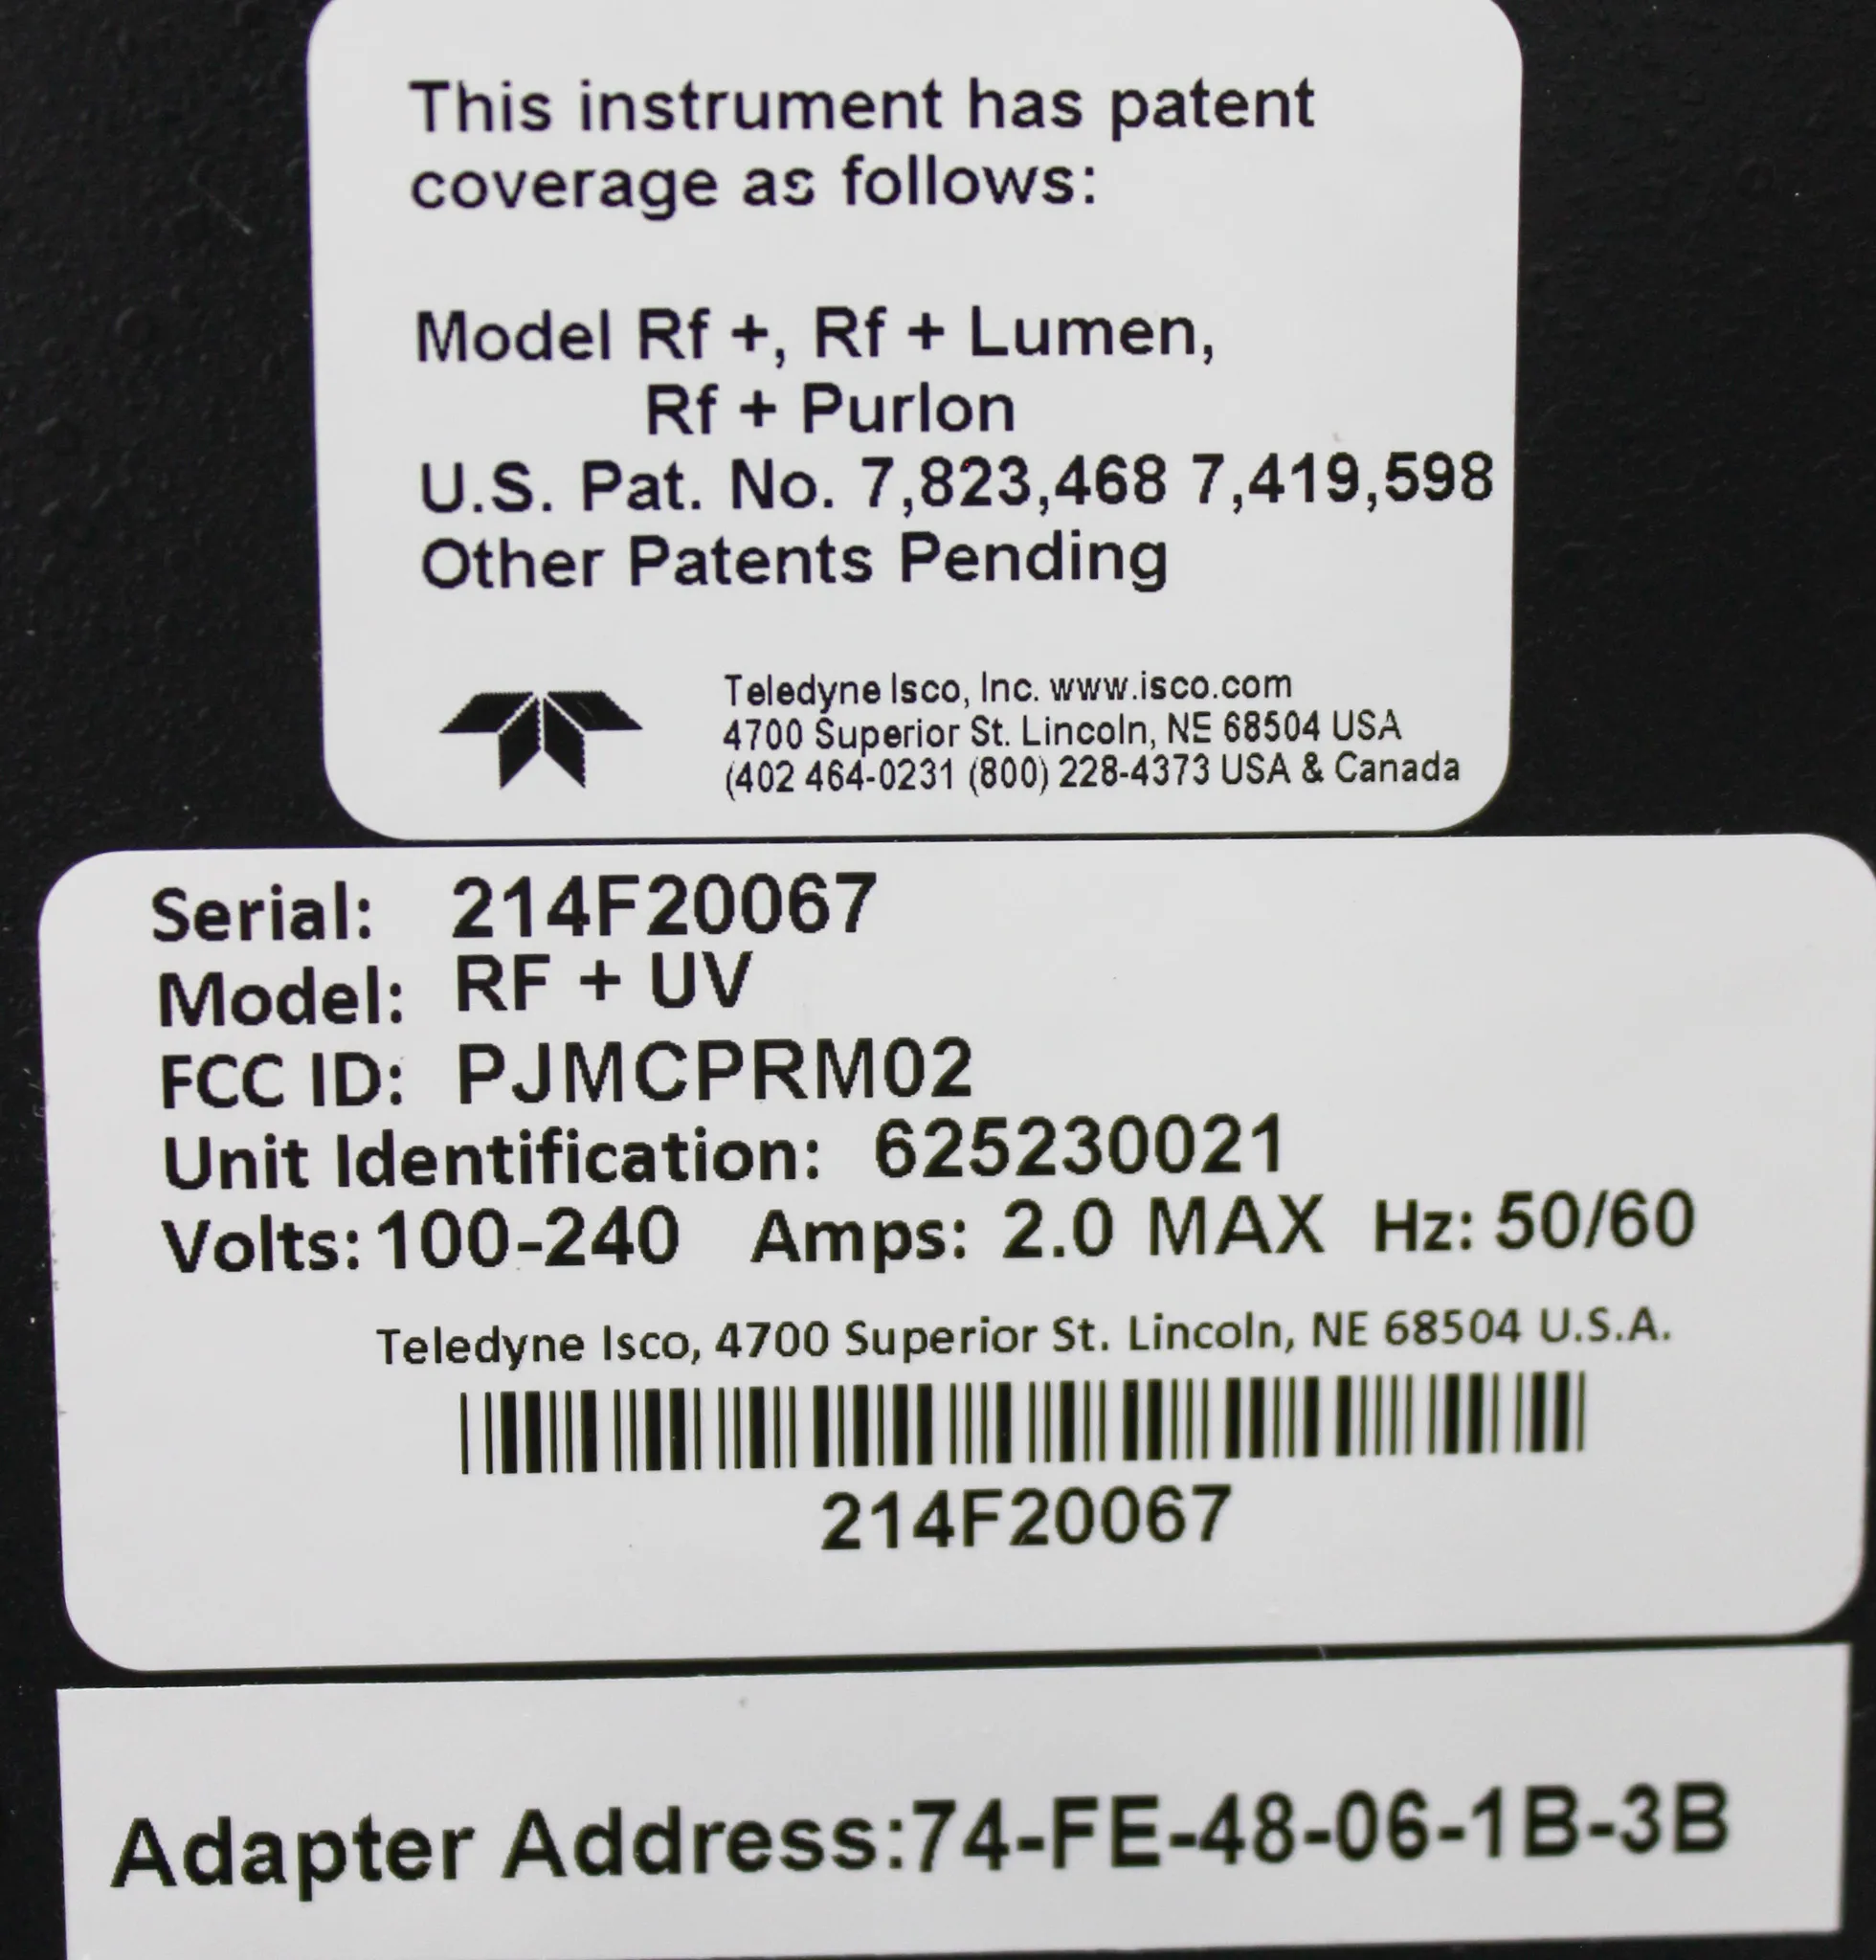 This instrument has patent
coverage as follows:
Model Rf +, Rf + Lumen,
Rf + Purlon
U.S. Pat. No. 7,823,468 7,419,598
Other Patents Pending
Teledyne Isco, Inc. www.isco.com
4700 Superior St. Lincoln, NE 68504 USA
(402 464-0231 (800) 228-4373 USA & Canada
Serial: 214F20067
Model: RF + UV
FCC ID: PJMCPRM02
Unit Identification: 625230021
Volts: 100-240 Amps: 2.0 MAX Hz: 50/60
Teledyne Isco, 4700 Superior St. Lincoln, NE 68504 U.S.A.
214F20067
Adapter Address:74-FE-48-06-1B-3B